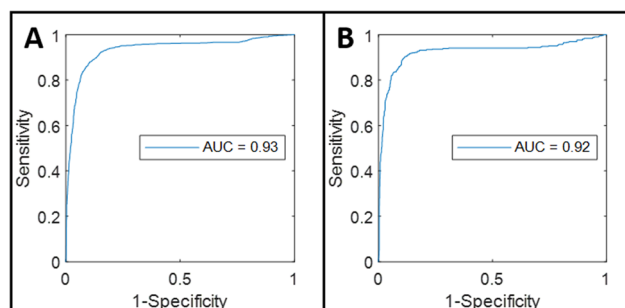 A
1
0.8
0.6
0.4
0.2
0
Sensitivity
AUC = 0.93
0
0.5
1
1-Specificity
B
1
0.8
0.6
0.4
0.2
0
Sensitivity
AUC = 0.92
0
0.5
1
1-Specificity